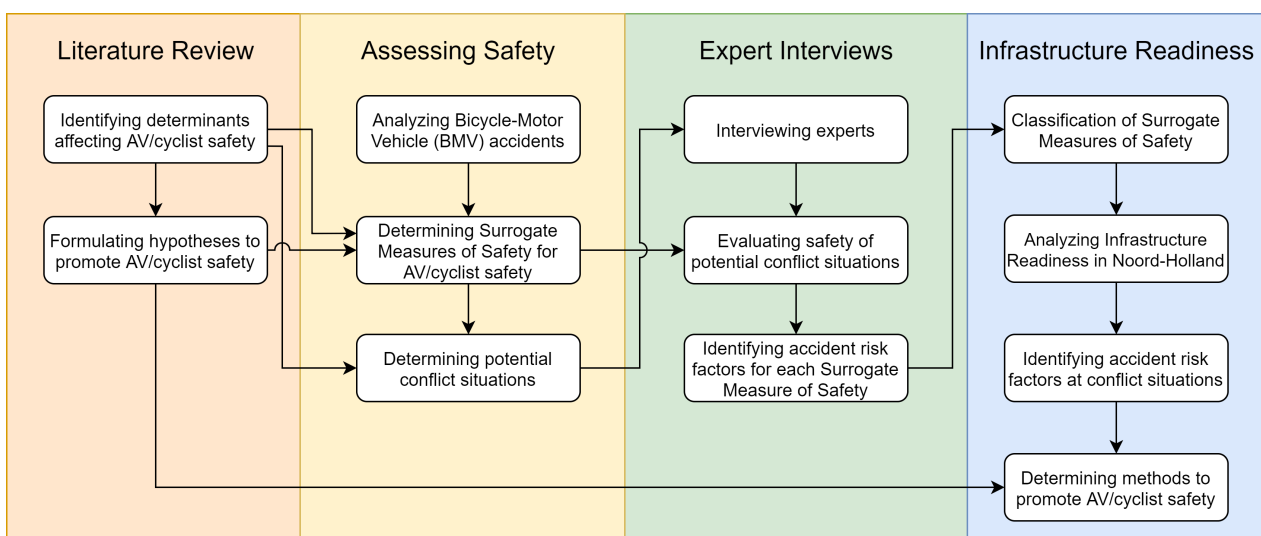 Literature Review
Identifying determinants
affecting AV/cyclist safety
Formulating hypotheses to
promote AV/cyclist safety
Assessing Safety
Analyzing Bicycle-Motor
Vehicle (BMV) accidents
Determining Surrogate
Measures of Safety for
AV/cyclist safety
Determining potential
conflict situations
Expert Interviews
Interviewing experts
Evaluating safety of
potential conflict situations
Identifying accident risk
factors for each Surrogate
Measure of Safety
Infrastructure Readiness
Classification of Surrogate
Measures of Safety
Analyzing Infrastructure
Readiness in Noord-Holland
Identifying accident risk
factors at conflict situations
Determining methods to
promote AV/cyclist safety